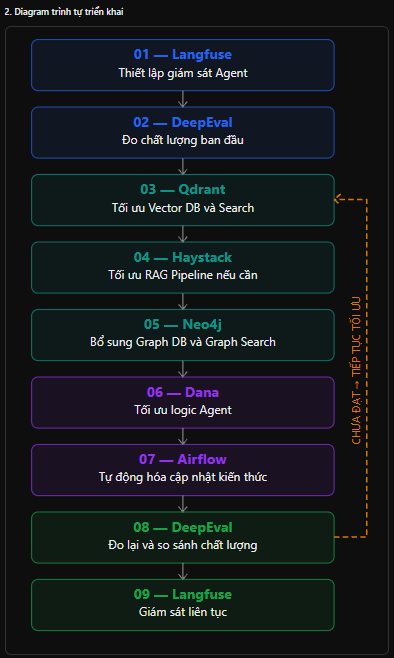 2. Diagram trình tự triển khai
01 — Langfuse
Thiết lập giám sát Agent
02 — DeepEval
Đo chất lượng ban đầu
03 — Qdrant
Tối ưu Vector DB và Search
04 — Haystack
Tối ưu RAG Pipeline nếu cần
05 — Neo4j
Bổ sung Graph DB và Graph Search
06 — Dana
Tối ưu logic Agent
07 — Airflow
Tự động hóa cập nhật kiến thức
08 — DeepEval
Đo lại và so sánh chất lượng
09 — Langfuse
Giám sát liên tục
CHƯA ĐẠT → TIẾP TỤC TỐI ƯU